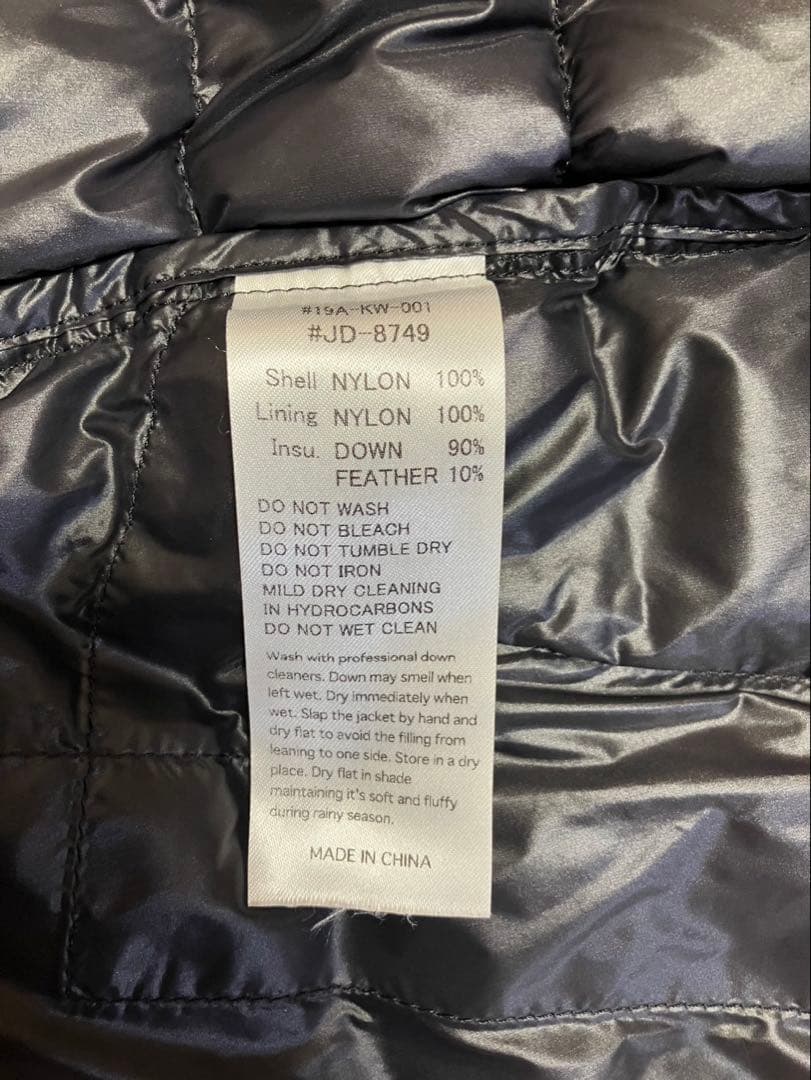 #19A-KW-001
#JD-8749
Shell NYLON 100%
Lining NYLON 100%
Insu. DOWN 90%
FEATHER 10%
DO NOT WASH
DO NOT BLEACH
DO NOT TUMBLE DRY
DO NOT IRON
MILD DRY CLEANING
IN HYDROCARBONS
DO NOT WET CLEAN
Wash with professional down
cleaners. Down may smell when
left wet. Dry immediately when
wet. Slap the jacket by hand and
dry flat to avoid the filling from
leaning to one side. Store in a dry
place. Dry flat in shade
maintaining it's soft and fluffy
during rainy season.
MADE IN CHINA